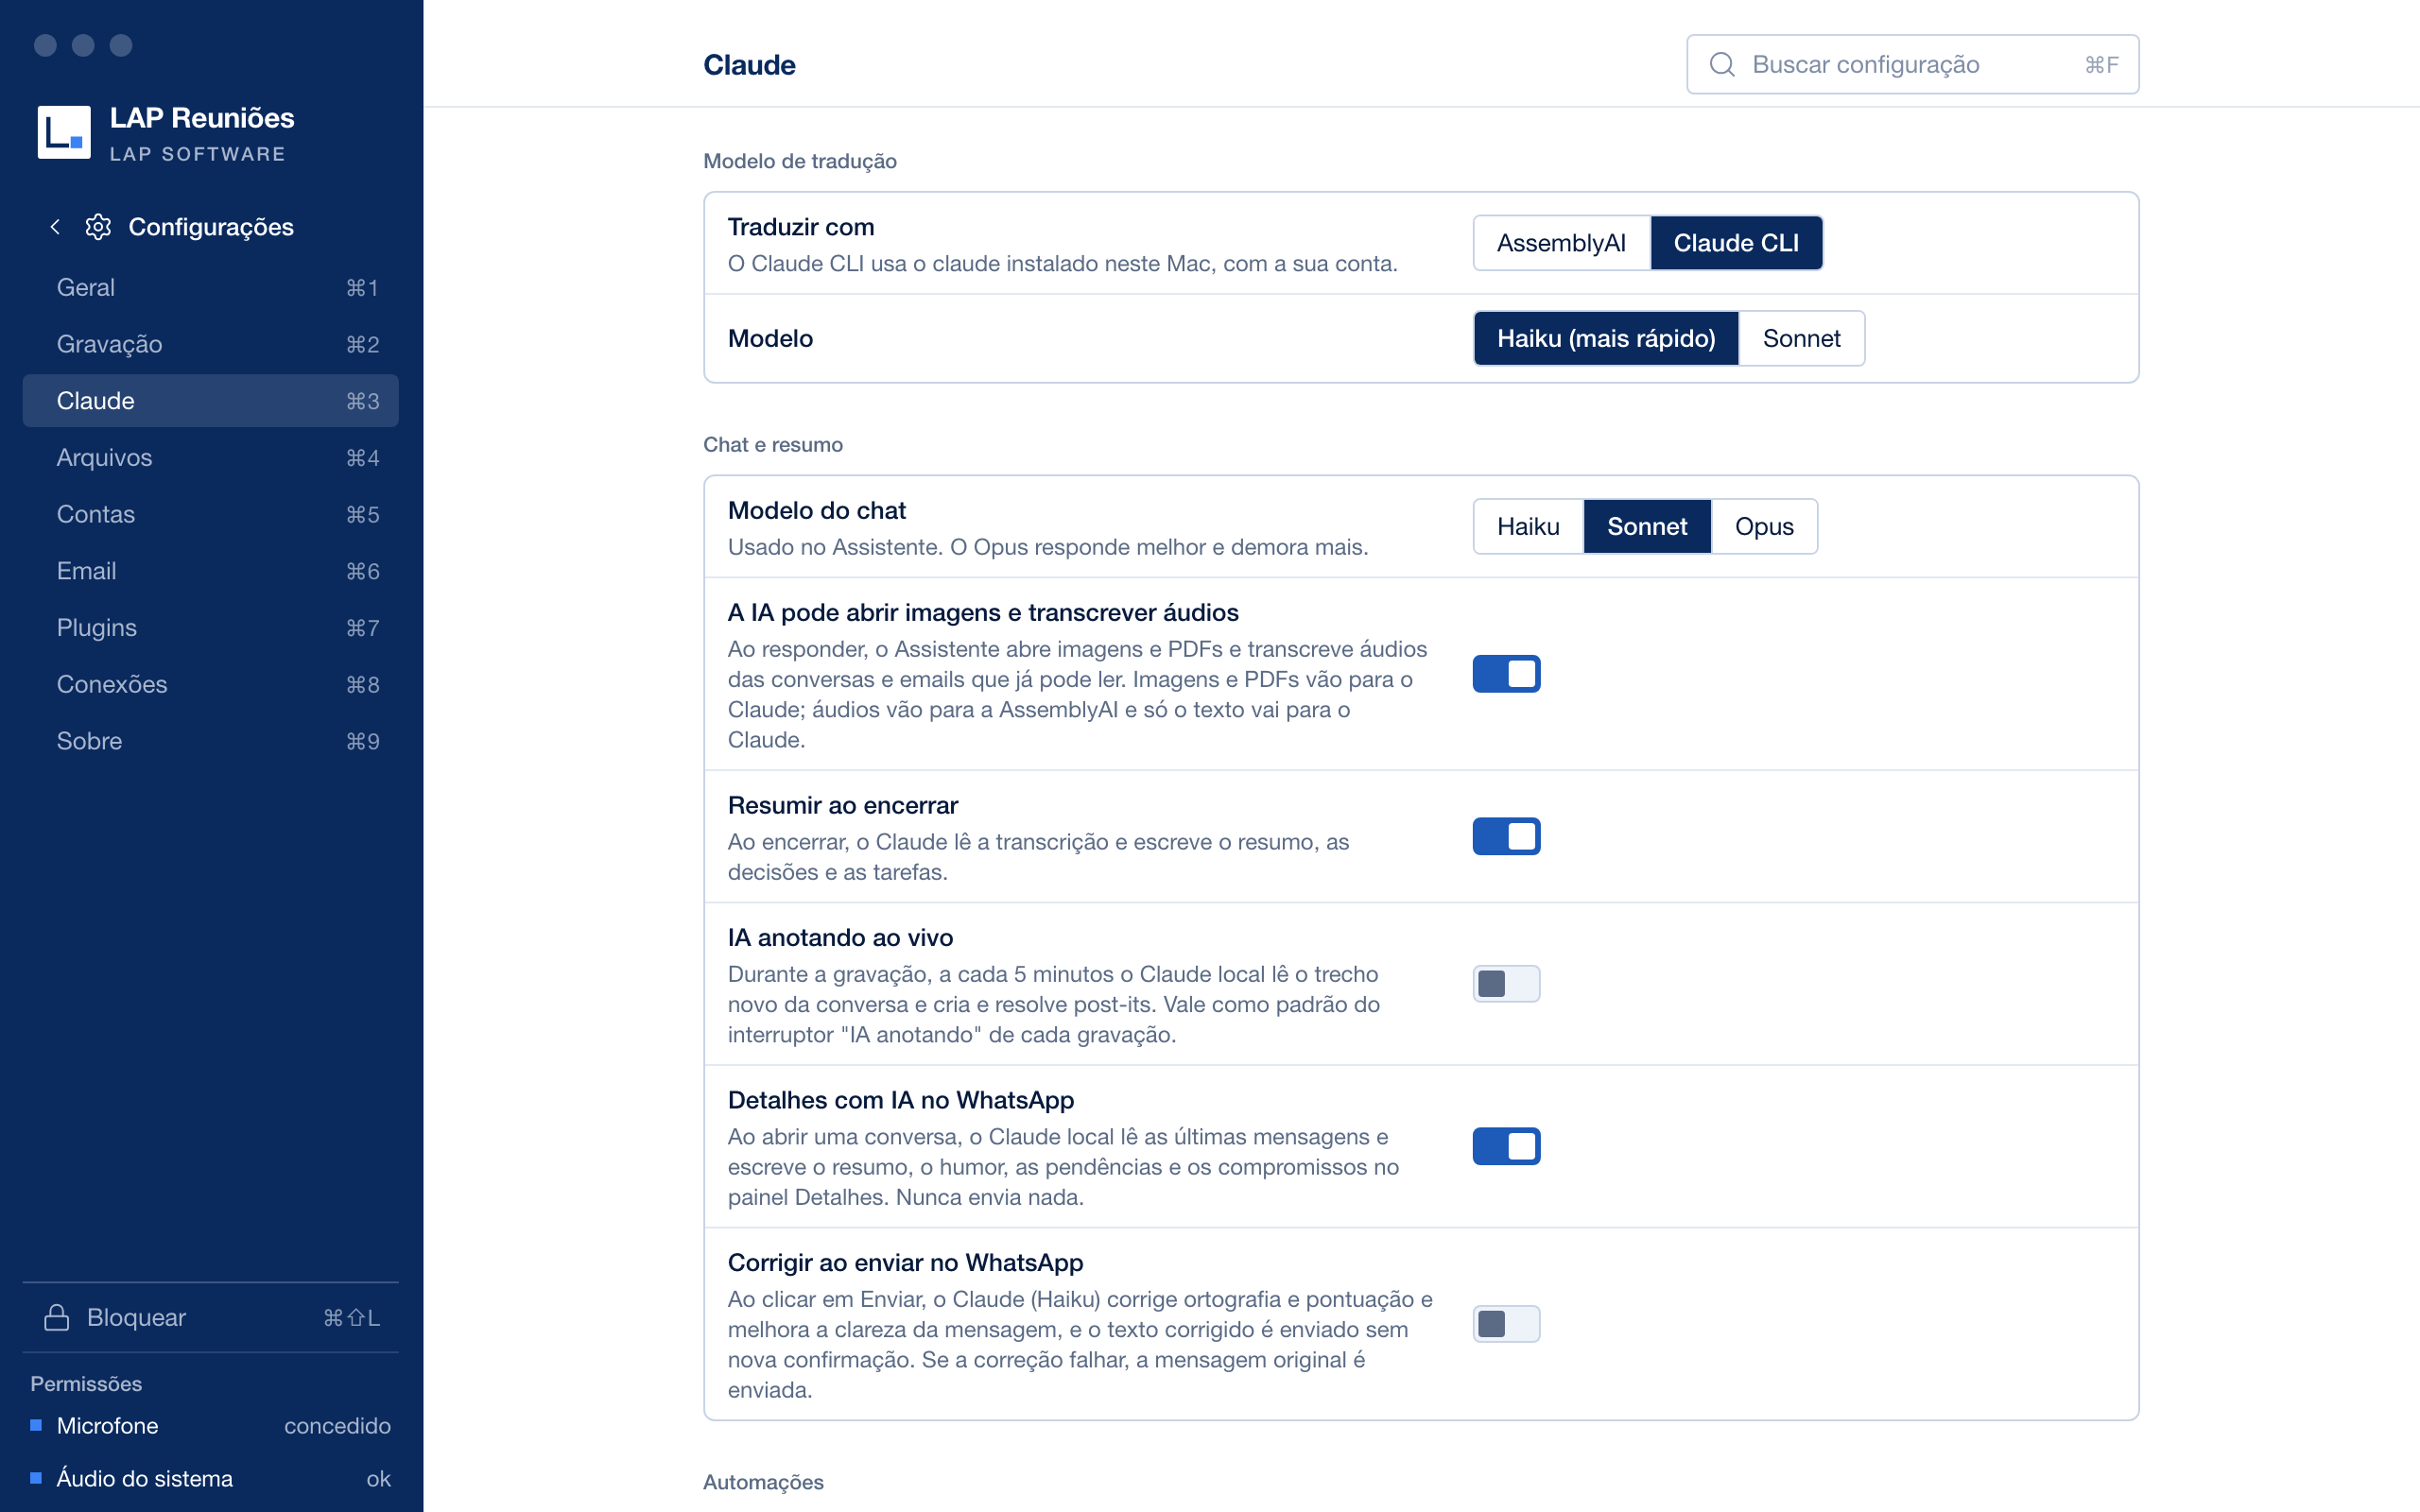 LAP Reuniões
LAP SOFTWARE
Configurações
Geral ⌘1
Gravação ⌘2
Claude ⌘3
Arquivos ⌘4
Contas ⌘5
Email ⌘6
Plugins ⌘7
Conexões ⌘8
Sobre ⌘9
Bloquear ⌘⇧L
Permissões
Microfone concedido
Áudio do sistema ok
Claude
Buscar configuração ⌘F
Modelo de tradução
Traduzir com
O Claude CLI usa o claude instalado neste Mac, com a sua conta.
AssemblyAI Claude CLI
Modelo
Haiku (mais rápido) Sonnet
Chat e resumo
Modelo do chat
Usado no Assistente. O Opus responde melhor e demora mais.
Haiku Sonnet Opus
A IA pode abrir imagens e transcrever áudios
Ao responder, o Assistente abre imagens e PDFs e transcreve áudios
das conversas e emails que já pode ler. Imagens e PDFs vão para o
Claude; áudios vão para a AssemblyAI e só o texto vai para o
Claude.
Resumir ao encerrar
Ao encerrar, o Claude lê a transcrição e escreve o resumo, as
decisões e as tarefas.
IA anotando ao vivo
Durante a gravação, a cada 5 minutos o Claude local lê o trecho
novo da conversa e cria e resolve post-its. Vale como padrão do
interruptor "IA anotando" de cada gravação.
Detalhes com IA no WhatsApp
Ao abrir uma conversa, o Claude local lê as últimas mensagens e
escreve o resumo, o humor, as pendências e os compromissos no
painel Detalhes. Nunca envia nada.
Corrigir ao enviar no WhatsApp
Ao clicar em Enviar, o Claude (Haiku) corrige ortografia e pontuação e
melhora a clareza da mensagem, e o texto corrigido é enviado sem
nova confirmação. Se a correção falhar, a mensagem original é
enviada.
Automações